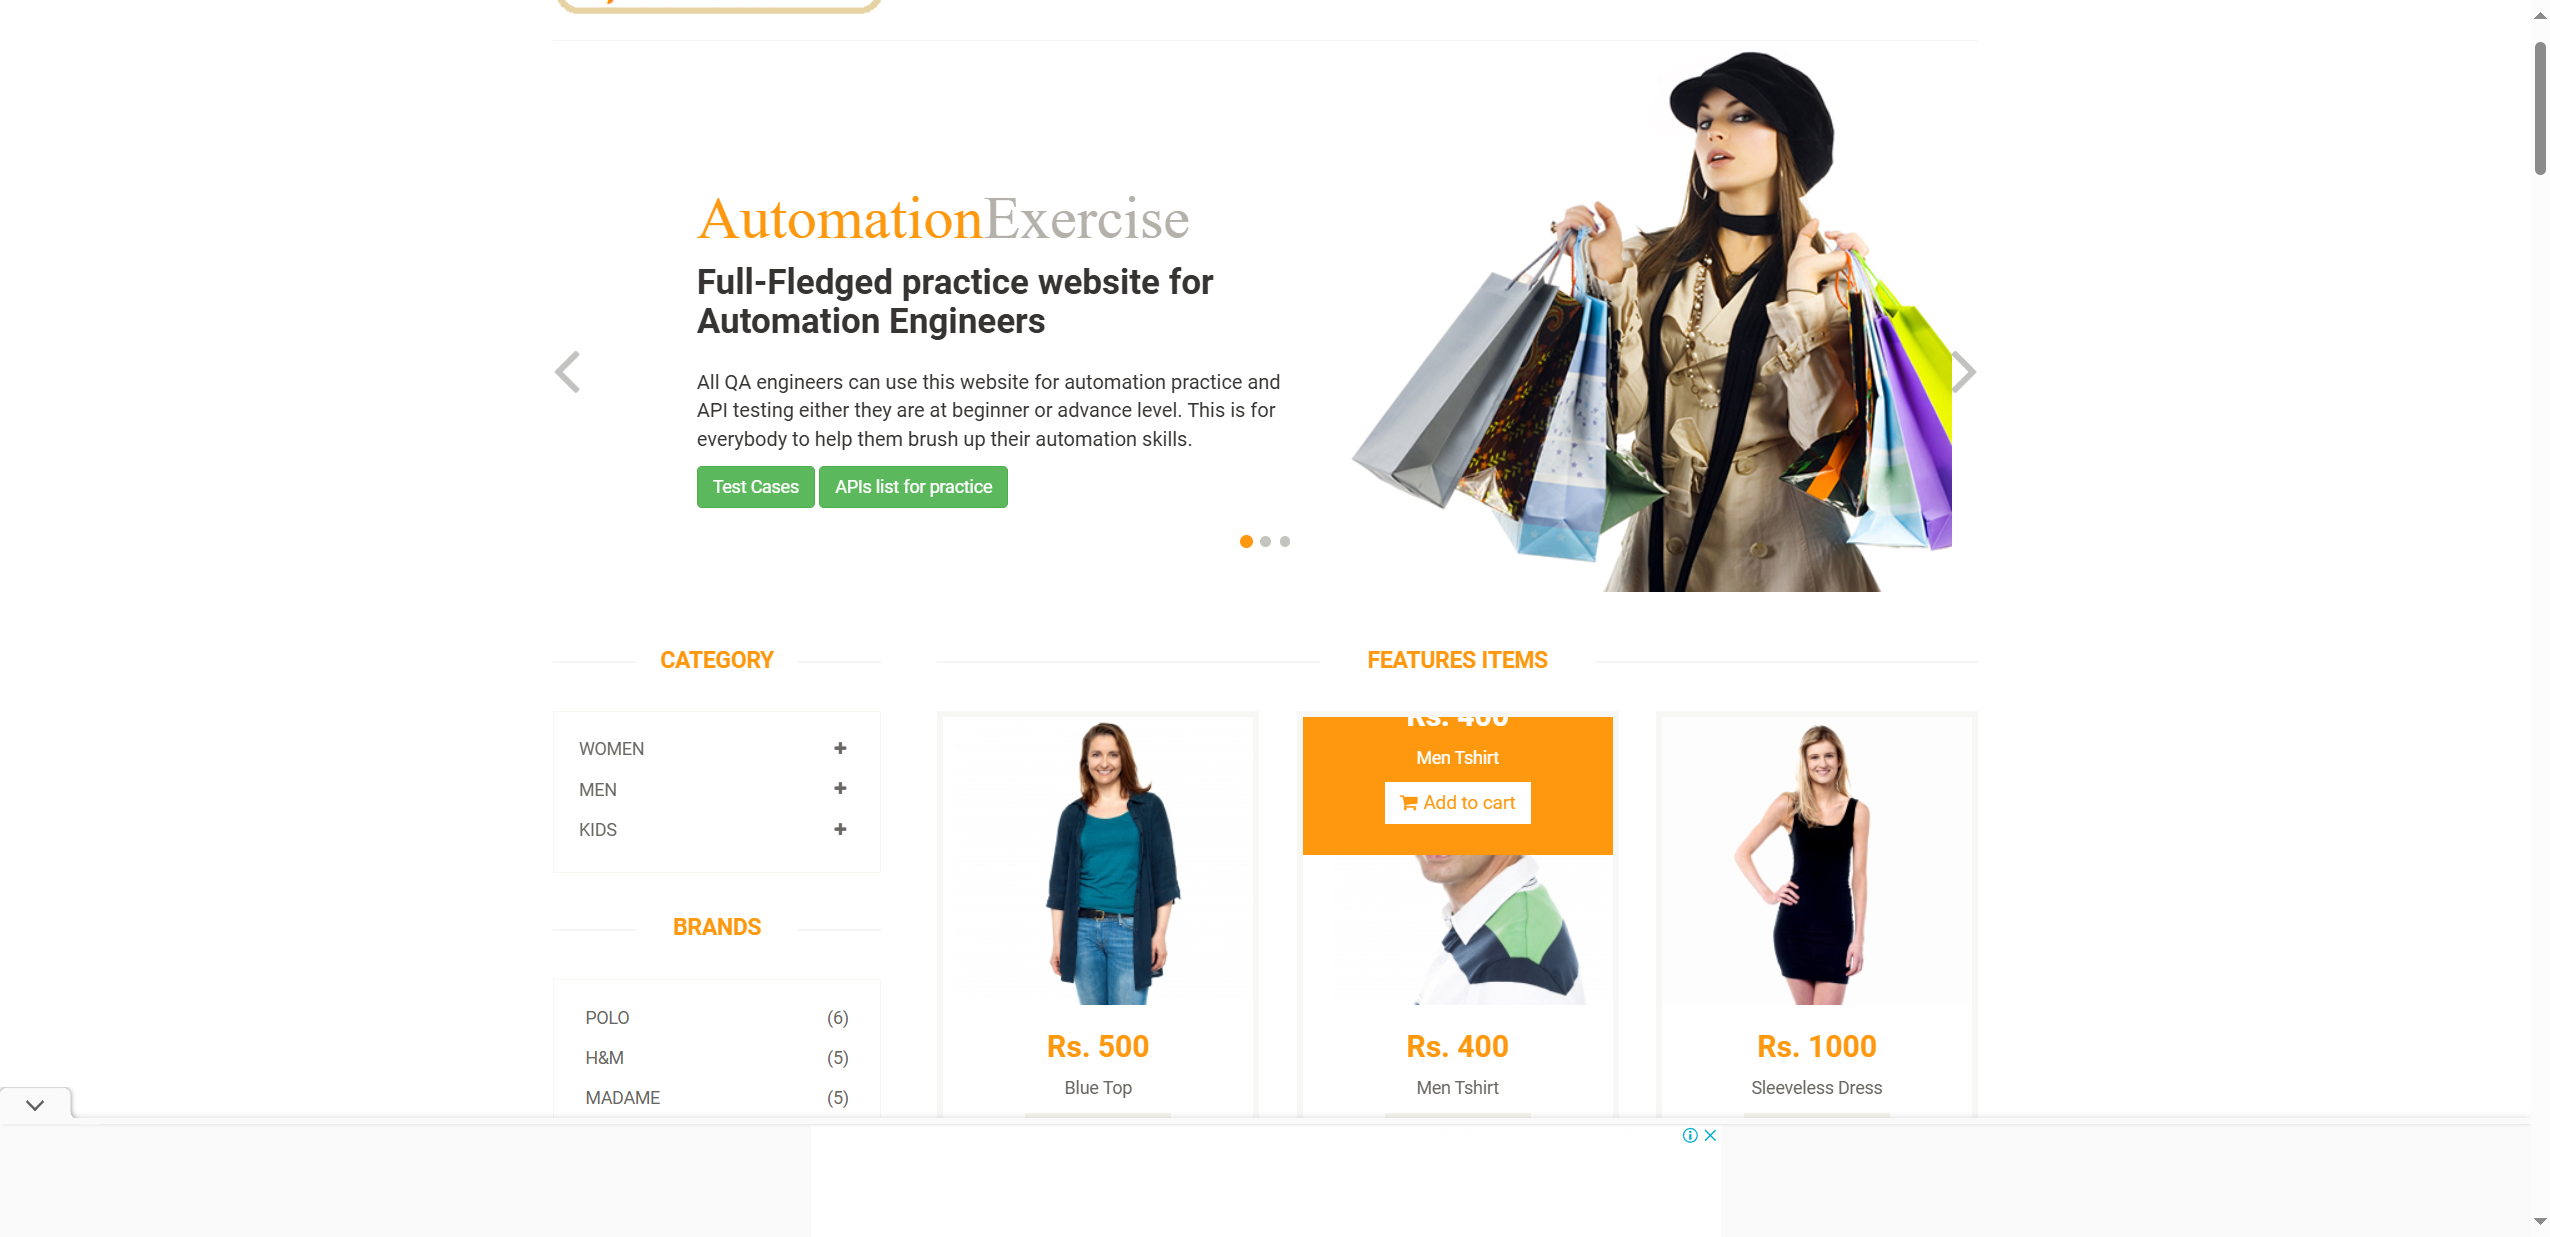 AutomationExercise
Full-Fledged practice website for
Automation Engineers
All QA engineers can use this website for automation practice and
API testing either they are at beginner or advance level. This is for
everybody to help them brush up their automation skills.
Test Cases
APIs list for practice
CATEGORY
WOMEN
MEN
KIDS
BRANDS
POLO (6)
H&M (5)
MADAME (5)
FEATURES ITEMS
Rs. 500
Blue Top
Rs. 400
Men Tshirt
Add to cart
Rs. 400
Men Tshirt
Rs. 1000
Sleeveless Dress